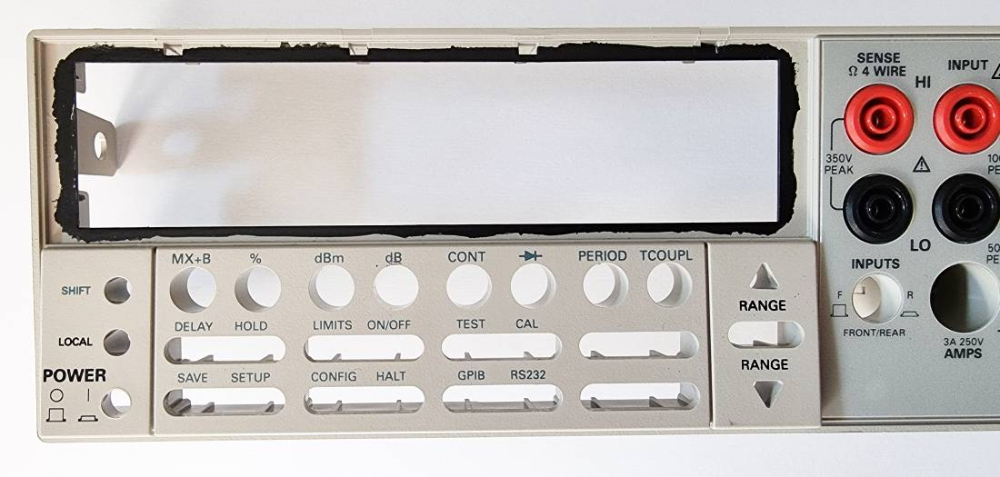 SENSE
Ω 4 WIRE
INPUT
HI
350V
PEAK
LO
MX+B % dBm dB CONT PERIOD TCOUPL
SHIFT
INPUTS
F R
FRONT/REAR
RANGE
DELAY HOLD LIMITS ON/OFF TEST CAL
LOCAL
3A 250V
AMPS
RANGE
POWER
SAVE SETUP CONFIG HALT GPIB RS232